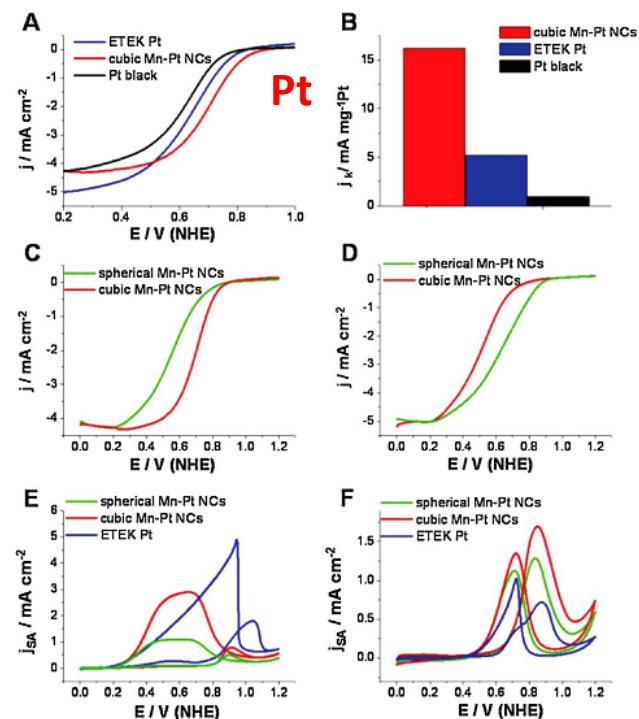 A
ETEK Pt
cubic Mn-Pt NCs
Pt black
Pt
0
-1
-2
-3
-4
-5
j / mA cm-2
0.2 0.4 0.6 0.8 1.0
E / V (NHE)
B
cubic Mn-Pt NCs
ETEK Pt
Pt black
15
10
5
0
j k/ mA mg-1Pt
C
spherical Mn-Pt NCs
cubic Mn-Pt NCs
0
-1
-2
-3
-4
j / mA cm-2
0.0 0.2 0.4 0.6 0.8 1.0 1.2
E / V (NHE)
D
spherical Mn-Pt NCs
cubic Mn-Pt NCs
0
-1
-2
-3
-4
-5
j / mA cm-2
0.0 0.2 0.4 0.6 0.8 1.0 1.2
E / V (NHE)
E
spherical Mn-Pt NCs
cubic Mn-Pt NCs
ETEK Pt
6
5
4
3
2
1
0
jSA / mA cm-2
0.0 0.2 0.4 0.6 0.8 1.0 1.2
E / V (NHE)
F
spherical Mn-Pt NCs
cubic Mn-Pt NCs
ETEK Pt
1.5
1.0
0.5
0.0
jSA / mA cm-2
0.0 0.2 0.4 0.6 0.8 1.0 1.2
E / V (NHE)